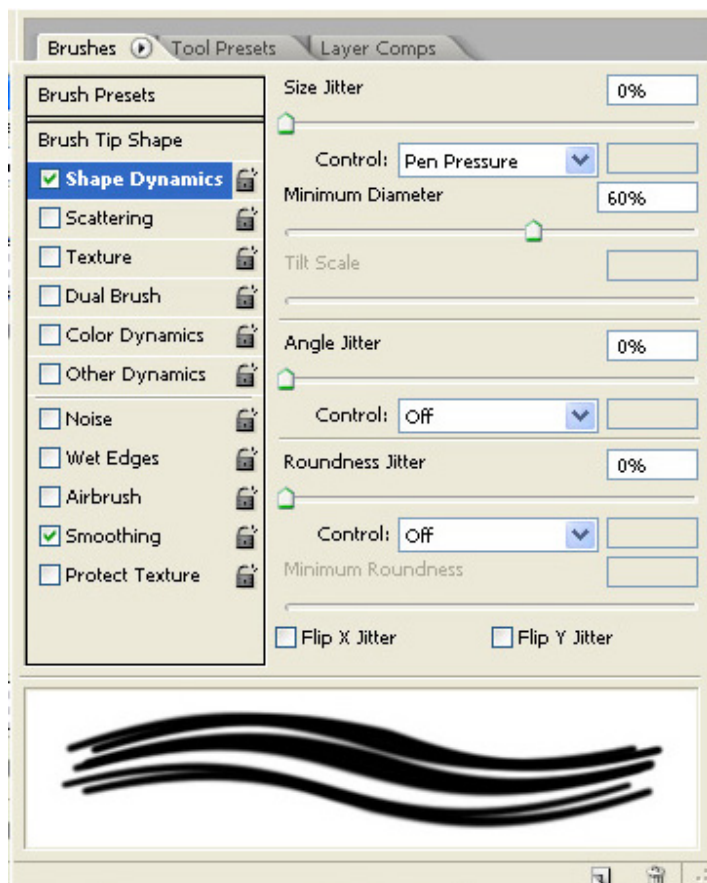 Brushes Tool Presets Layer Comps
Brush Presets
Brush Tip Shape
Shape Dynamics
Scattering
Texture
Dual Brush
Color Dynamics
Other Dynamics
Noise
Wet Edges
Airbrush
Smoothing
Protect Texture
Size Jitter 0%
Control: Pen Pressure
Minimum Diameter 60%
Tilt Scale
Angle Jitter 0%
Control: Off
Roundness Jitter 0%
Control: Off
Minimum Roundness
Flip X Jitter Flip Y Jitter